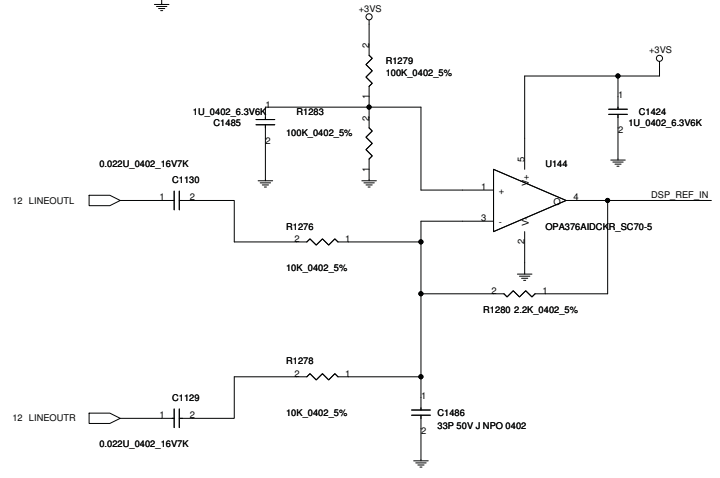 +3VS
2
R1279
100K_0402_5%
1
+3VS
1U_0402_6.3V6K
C1485
1
2
R1283
100K_0402_5%
2
1
1
C1424
1U_0402_6.3V6K
2
0.022U_0402_16V7K
C1130
12 LINEOUTL
1 2
5
U144
V+
1
+
3
-
O
4
DSP_REF_IN
V-
2
OPA376AIDCKR_SC70-5
R1276
2 1
10K_0402_5%
2 1
R1280 2.2K_0402_5%
R1278
2 1
10K_0402_5%
C1129
12 LINEOUTR
1 2
0.022U_0402_16V7K
1
C1486
33P 50V J NPO 0402
2